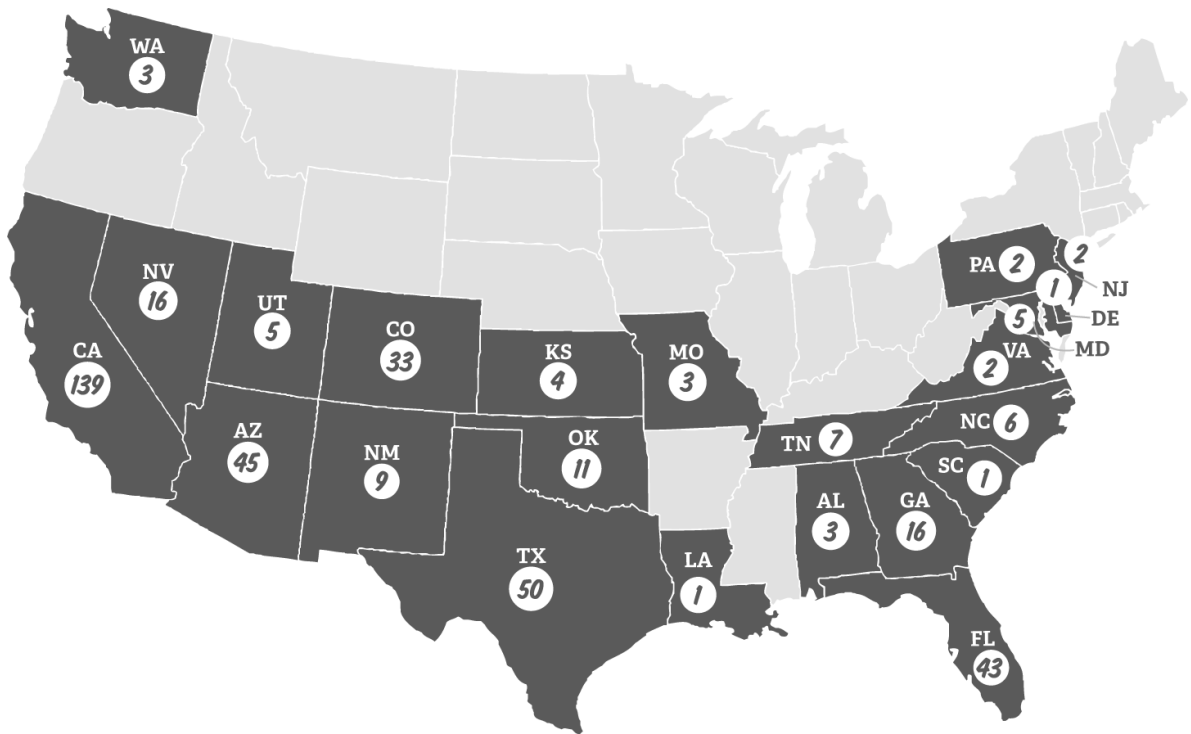 WA
3
NV
16
UT
5
CO
33
CA
139
KS
4
MO
3
AZ
45
NM
9
OK
11
TX
50
LA
1
TN 7
AL
3
GA
16
SC 1
NC 6
FL
43
PA 2
2
NJ
1
DE
5
MD
VA
2